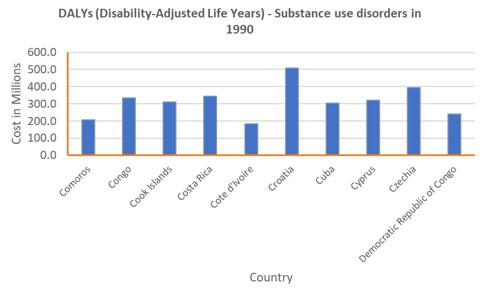 DALYs (Disability-Adjusted Life Years) - Substance use disorders in
1990
Cost in Millions
600.0
500.0
400.0
300.0
200.0
100.0
0.0
Comoros
Congo
Cook Islands
Costa Rica
Cote d'Ivoire
Croatia
Cuba
Cyprus
Czechia
Democratic Republic of Congo
Country